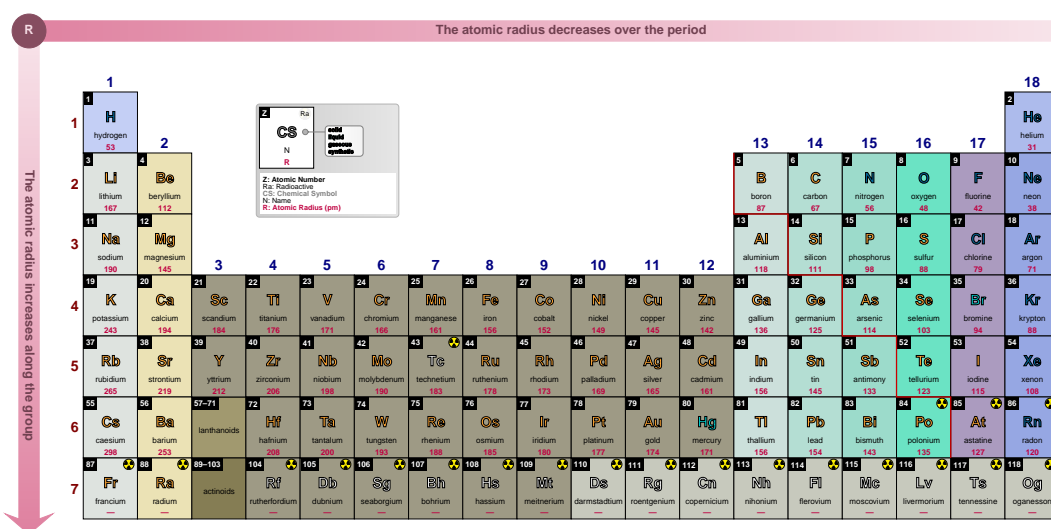 R
The atomic radius decreases over the period
The atomic radius increases along the group
1 18
1 2
H He
hydrogen helium
53 31
Z Ra
CS
N
R
solid
liquid
gaseous
synthetic
Z: Atomic Number
Ra: Radioactive
CS: Chemical Symbol
N: Name
R: Atomic Radius (pm)
1
2 13 14 15 16 17
3 4 5 6 7 8 9 10
Li Be B C N O F Ne
lithium beryllium boron carbon nitrogen oxygen fluorine neon
167 112 87 67 56 48 42 38
2
11 12 13 14 15 16 17 18
Na Mg Al Si P S Cl Ar
sodium magnesium aluminium silicon phosphorus sulfur chlorine argon
190 145 118 111 98 88 79 71
3
3 4 5 6 7 8 9 10 11 12
19 20 21 22 23 24 25 26 27 28 29 30 31 32 33 34 35 36
K Ca Sc Ti V Cr Mn Fe Co Ni Cu Zn Ga Ge As Se Br Kr
potassium calcium scandium titanium vanadium chromium manganese iron cobalt nickel copper zinc gallium germanium arsenic selenium bromine krypton
243 194 184 176 171 166 161 156 152 149 145 142 136 125 114 103 94 88
4
37 38 39 40 41 42 43 44 45 46 47 48 49 50 51 52 53 54
Rb Sr Y Zr Nb Mo Tc Ru Rh Pd Ag Cd In Sn Sb Te I Xe
rubidium strontium yttrium zirconium niobium molybdenum technetium ruthenium rhodium palladium silver cadmium indium tin antimony tellurium iodine xenon
265 219 212 206 198 190 183 178 173 169 165 161 156 145 133 123 115 108
5
55 56 57–71 72 73 74 75 76 77 78 79 80 81 82 83 84 85 86
Cs Ba Hf Ta W Re Os Ir Pt Au Hg Tl Pb Bi Po At Rn
caesium barium lanthanoids hafnium tantalum tungsten rhenium osmium iridium platinum gold mercury thallium lead bismuth polonium astatine radon
298 253 208 200 193 188 185 180 177 174 171 156 154 143 135 127 120
6
87 88 89–103 104 105 106 107 108 109 110 111 112 113 114 115 116 117 118
Fr Ra Rf Db Sg Bh Hs Mt Ds Rg Cn Nh Fl Mc Lv Ts Og
francium radium actinoids rutherfordium dubnium seaborgium bohrium hassium meitnerium darmstadtium roentgenium copernicium nihonium flerovium moscovium livermorium tennessine oganesson
— — — — — — — — — — — — — — — — —
7